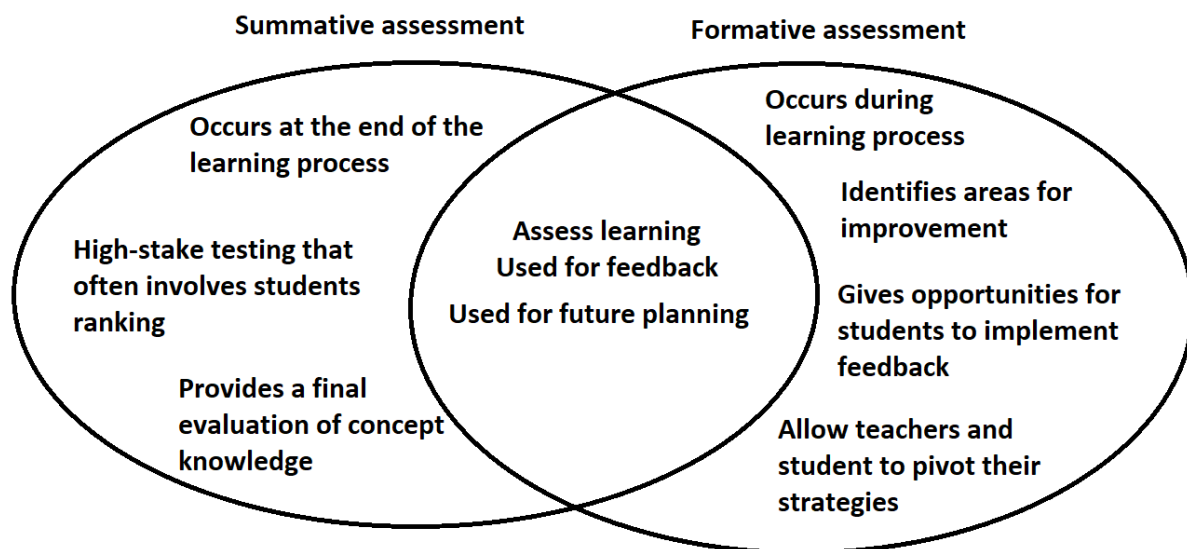 Summative assessment
Formative assessment
Occurs at the end of the
learning process
High-stake testing that
often involves students
ranking
Provides a final
evaluation of concept
knowledge
Assess learning
Used for feedback
Used for future planning
Occurs during
learning process
Identifies areas for
improvement
Gives opportunities for
students to implement
feedback
Allow teachers and
student to pivot their
strategies